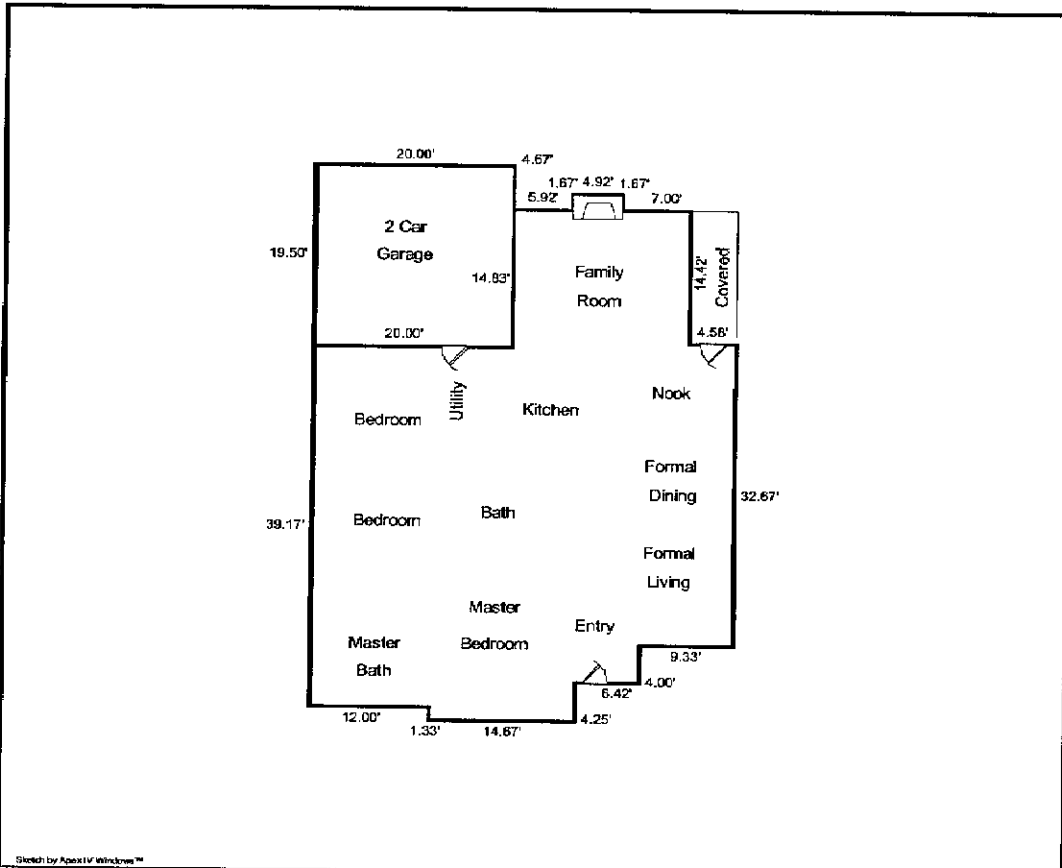 20.00'
4.67'
1.67' 4.92' 1.67'
5.92'
7.00'
2 Car
Garage
19.50'
14.83'
Family
Room
14.42'
Covered
20.00'
4.58'
Utility
Bedroom
Kitchen
Nook
Formal
Dining
32.67'
39.17'
Bedroom
Bath
Formal
Living
Master
Bedroom
Entry
Master
Bath
9.33'
4.00'
6.42'
12.00'
1.33'
14.67'
4.25'
Sketch by Apex IV Windows™